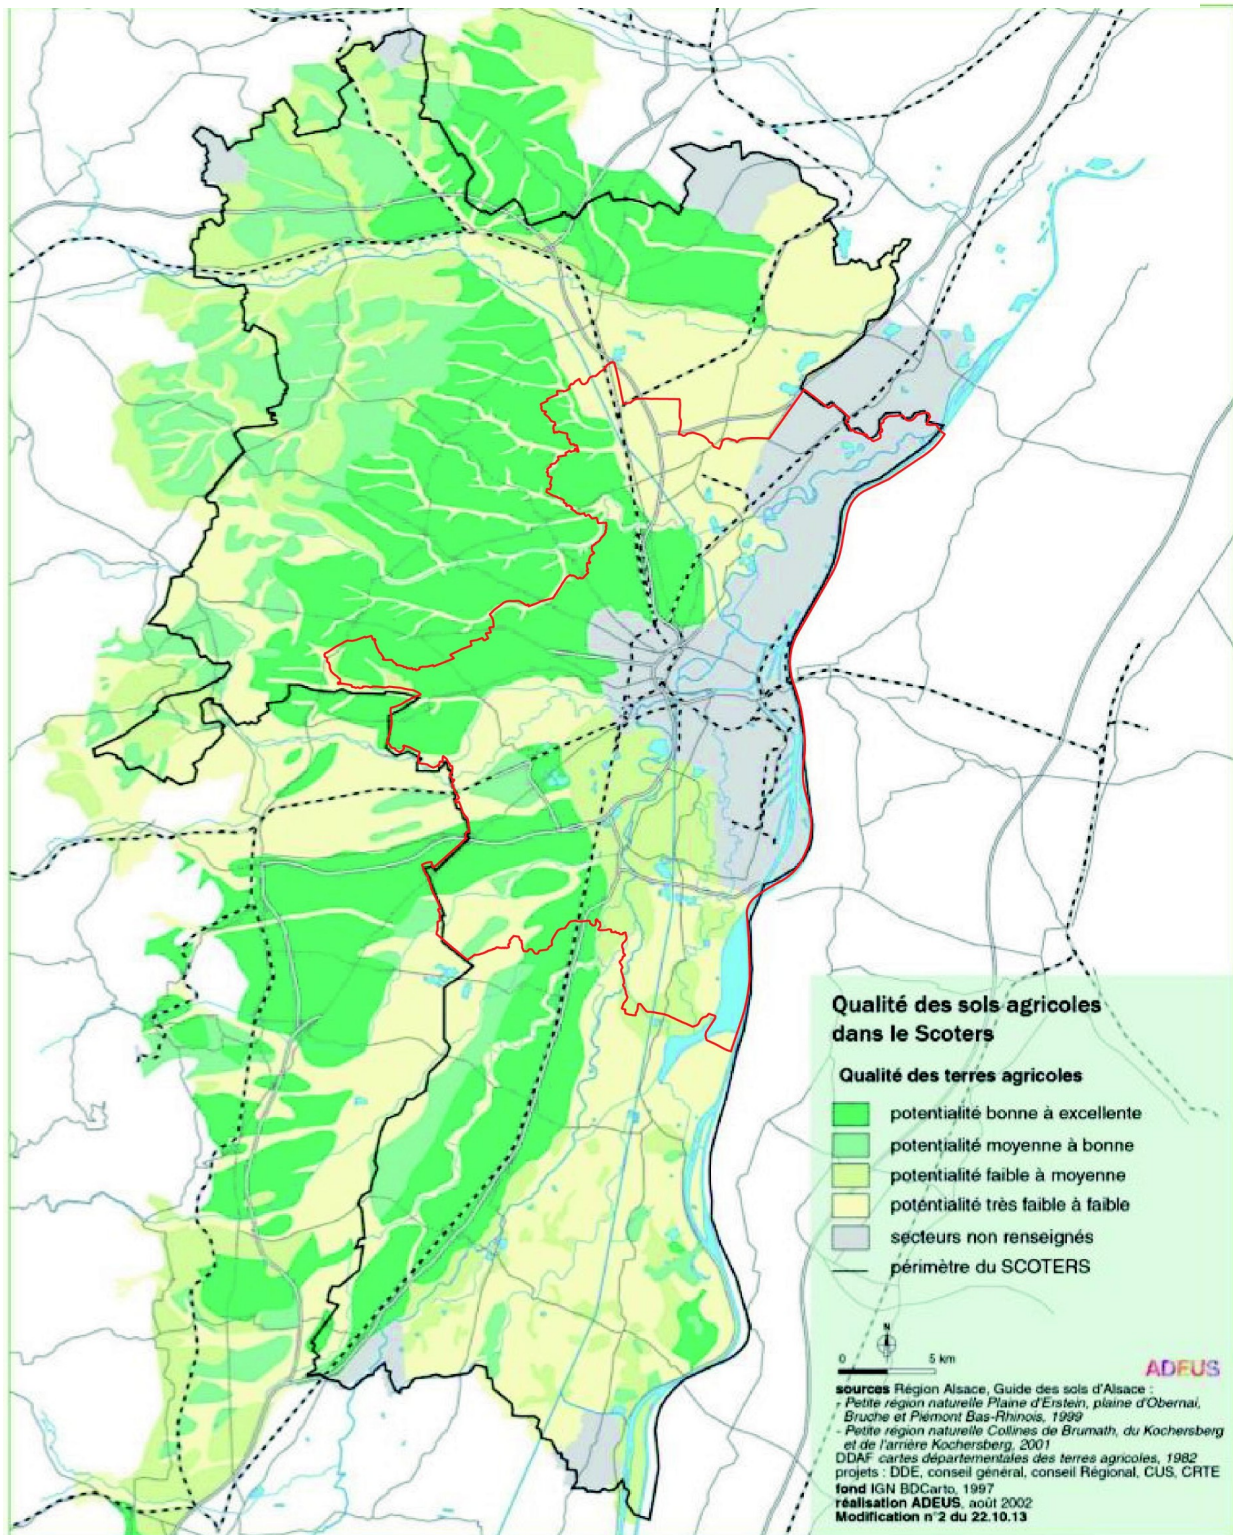 Qualité des sols agricoles
dans le Scoters
Qualité des terres agricoles
potentialité bonne à excellente
potentialité moyenne à bonne
potentialité faible à moyenne
potentialité très faible à faible
secteurs non renseignés
périmètre du SCOTERS
N
0 5 km
ADEUS
sources Région Alsace, Guide des sols d'Alsace :
- Petite région naturelle Plaine d'Erstein, plaine d'Obernai,
Bruche et Piémont Bas-Rhinois, 1999
- Petite région naturelle Collines de Brumath, du Kochersberg
et de l'arrière Kochersberg, 2001
DDAF cartes départementales des terres agricoles, 1982
projets : DDE, conseil général, conseil Régional, CUS, CRTE
fond IGN BDCarto, 1997
réalisation ADEUS, août 2002
Modification n°2 du 22.10.13